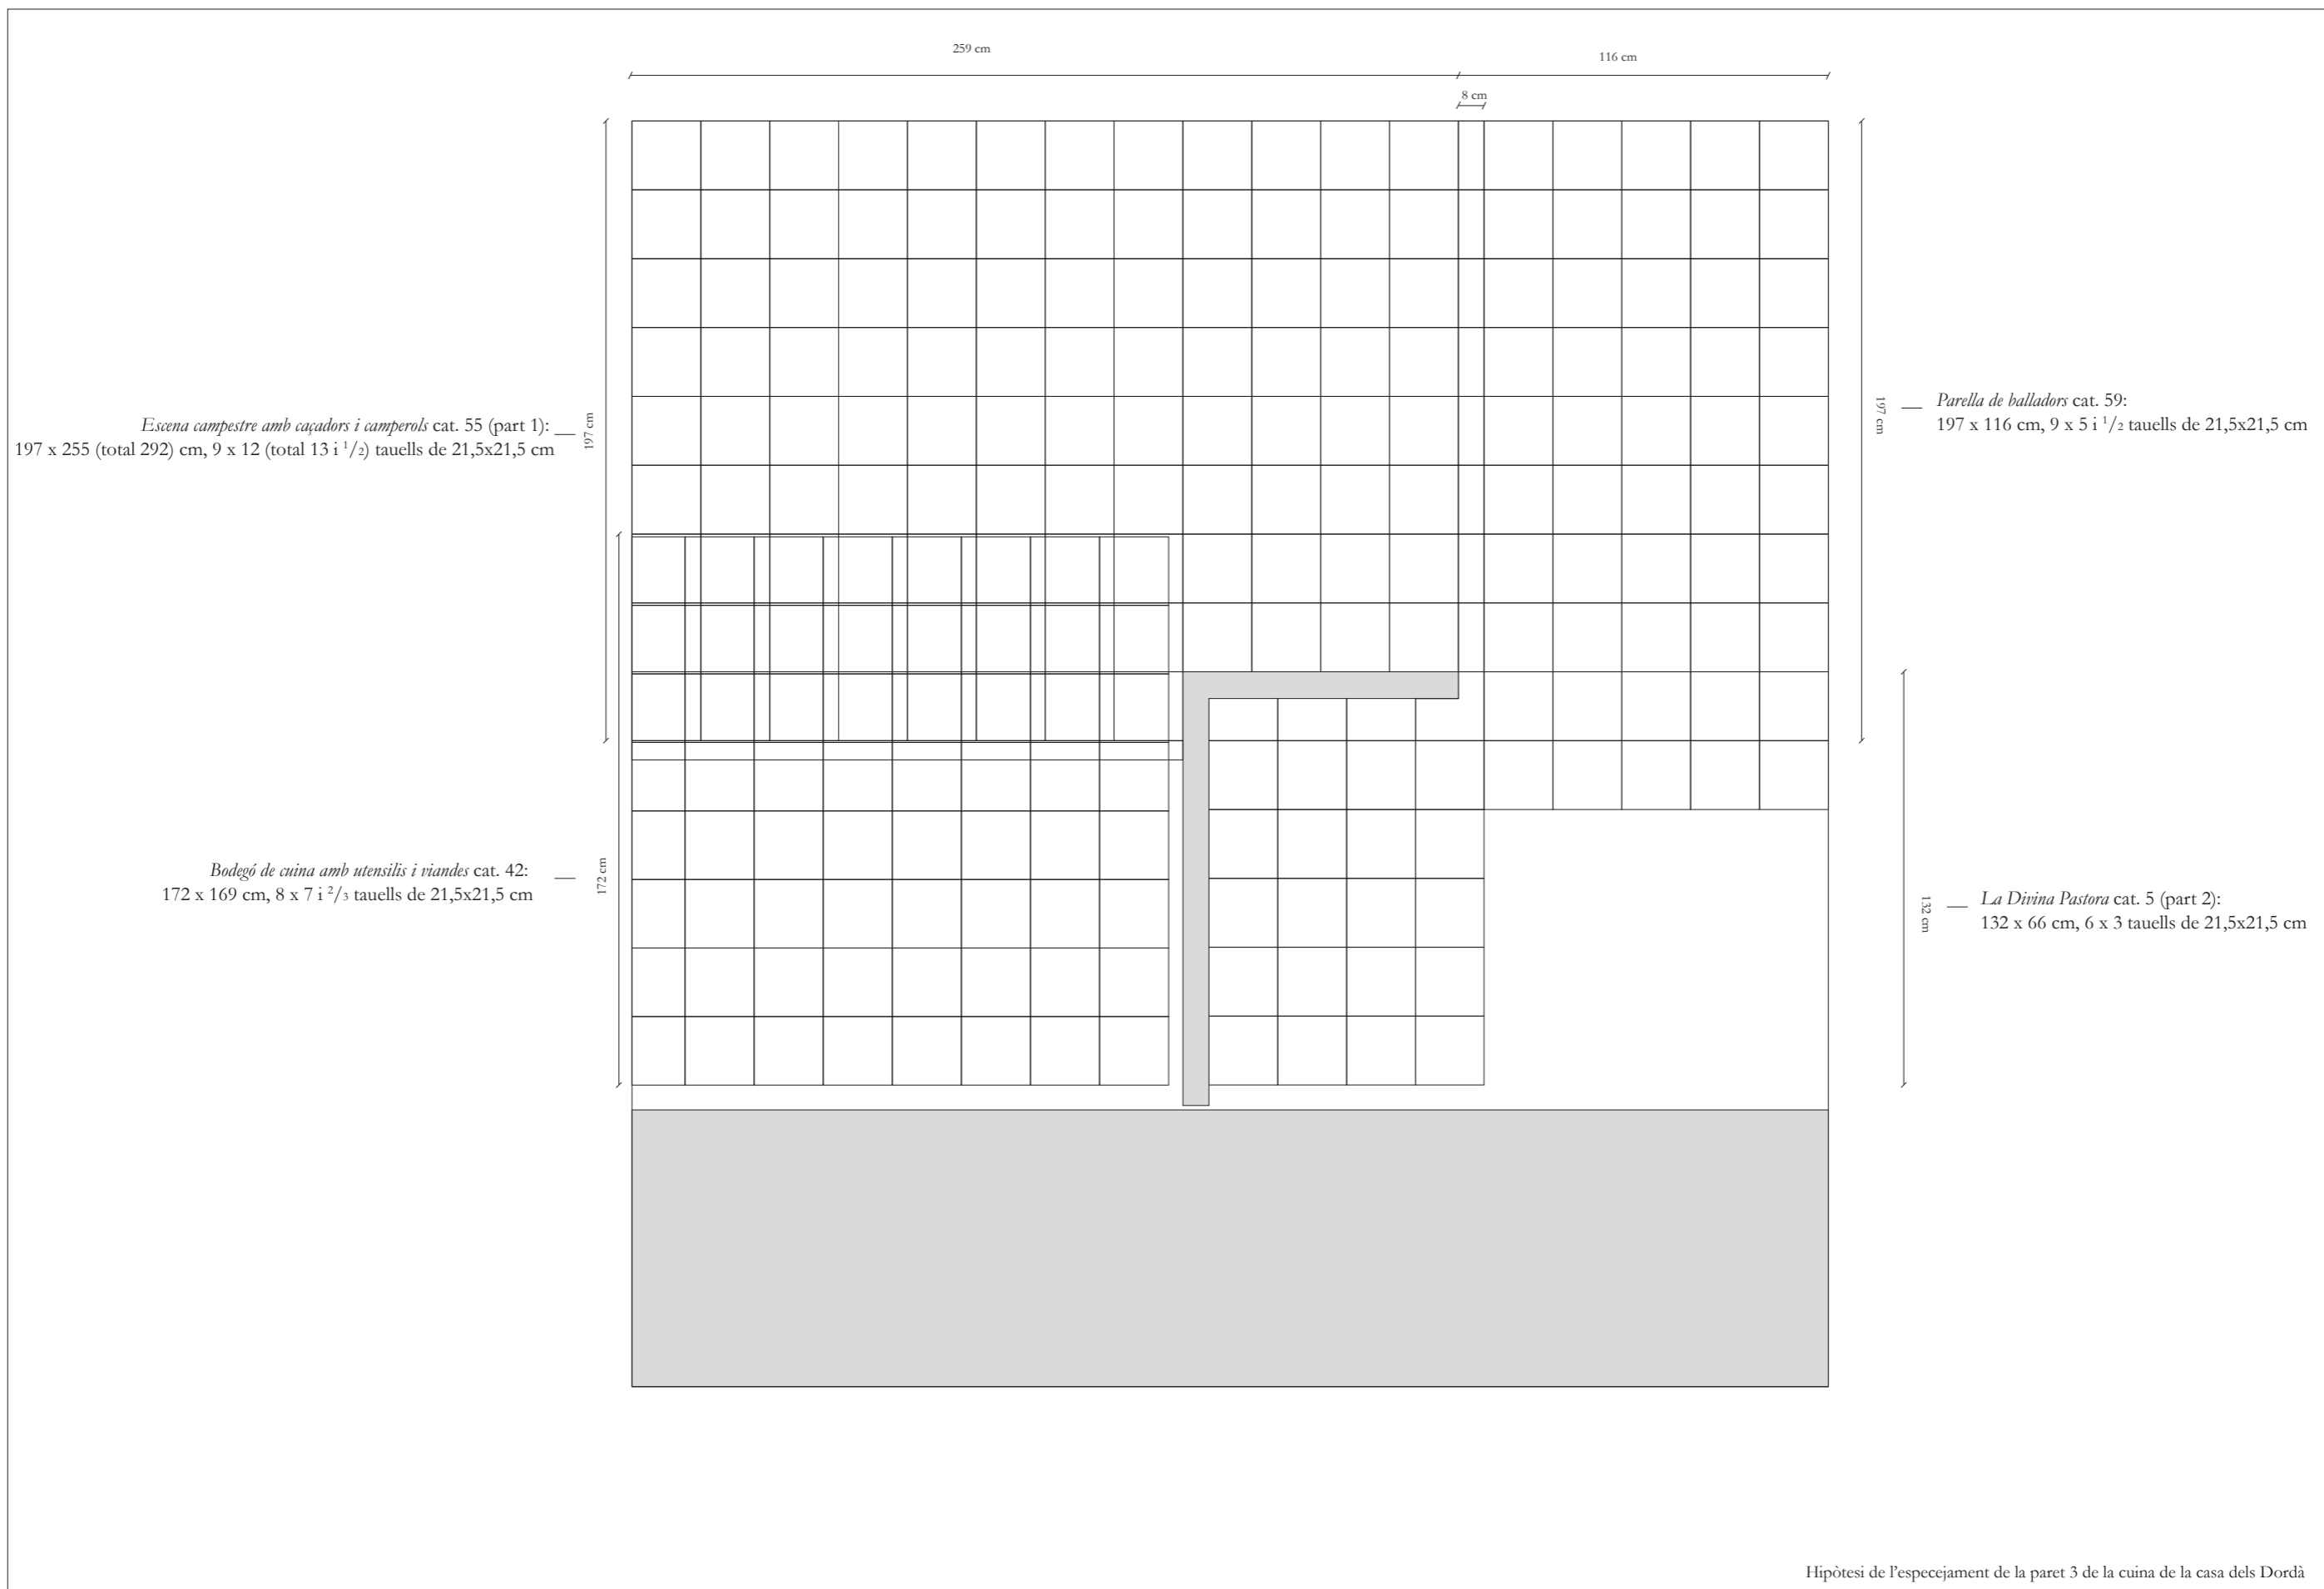 259 cm
116 cm
8 cm
Escena campestre amb caçadors i camperols cat. 55 (part 1):
197 x 255 (total 292) cm, 9 x 12 (total 13 i 1/2) tauells de 21,5x21,5 cm
197 cm
197 cm
Parella de balladors cat. 59:
197 x 116 cm, 9 x 5 i 1/2 tauells de 21,5x21,5 cm
Bodegó de cuina amb utensilis i viandes cat. 42:
172 x 169 cm, 8 x 7 i 2/3 tauells de 21,5x21,5 cm
172 cm
132 cm
La Divina Pastora cat. 5 (part 2):
132 x 66 cm, 6 x 3 tauells de 21,5x21,5 cm
Hipòtesi de l'especejament de la paret 3 de la cuina de la casa dels Dordà